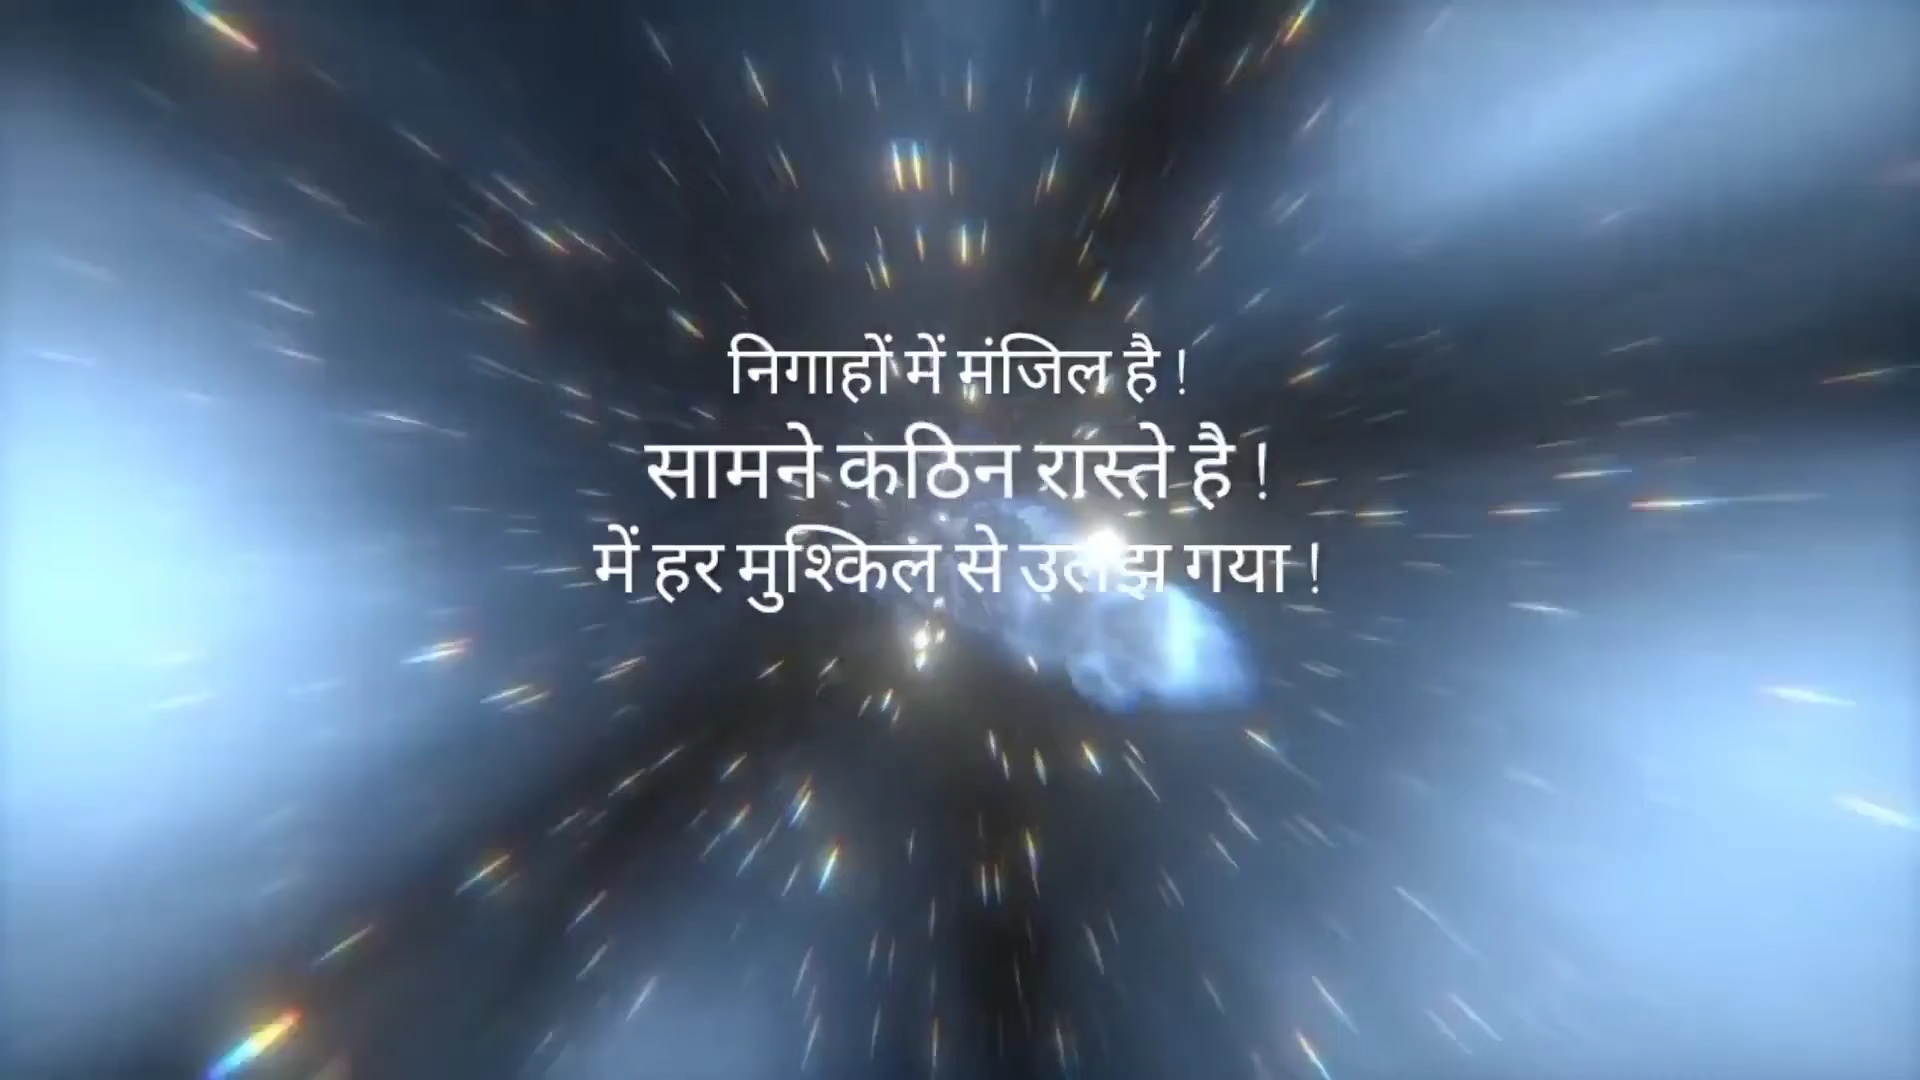 निगाहों में मंजिल है !
सामने कठिन रास्ते है !
में हर मुश्किल से उलझ गया !